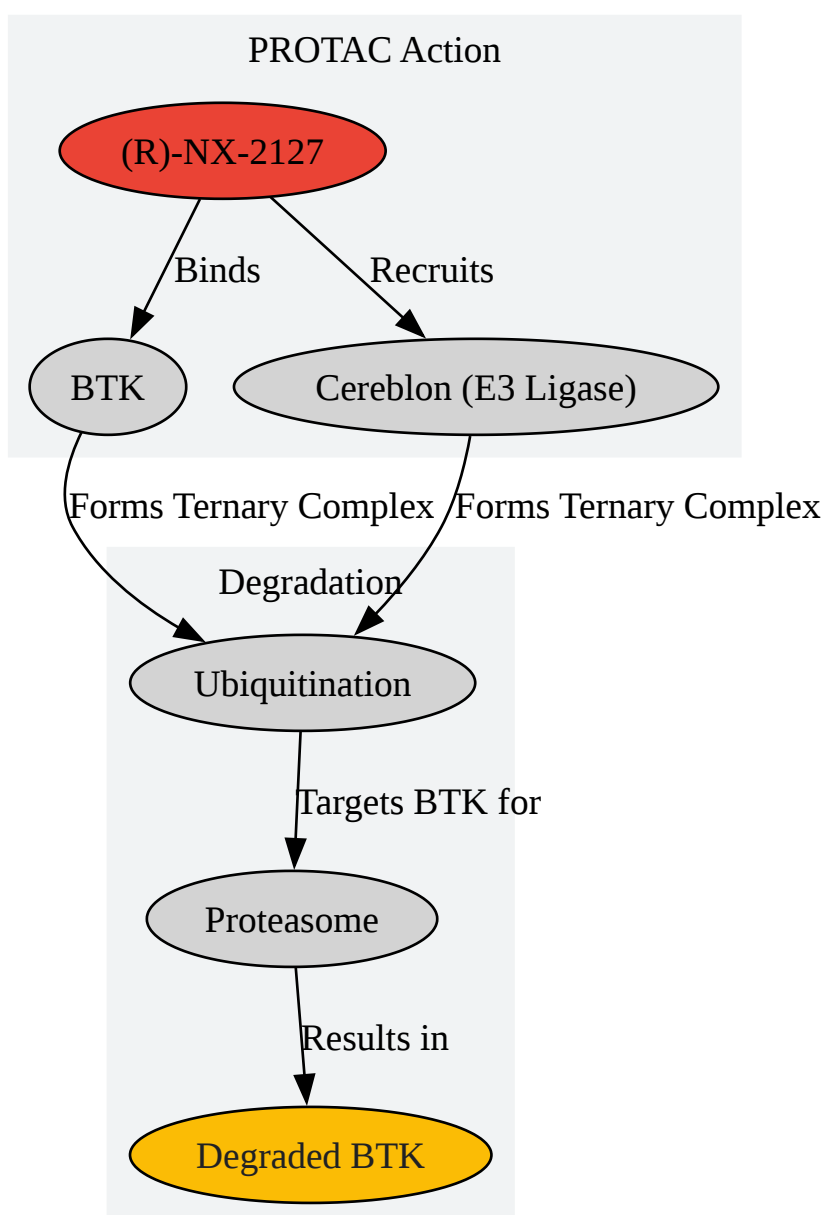 PROTAC Action
(R)-NX-2127
Binds
Recruits
BTK
Cereblon (E3 Ligase)
Forms Ternary Complex
Forms Ternary Complex
Degradation
Ubiquitination
Targets BTK for
Proteasome
Results in
Degraded BTK